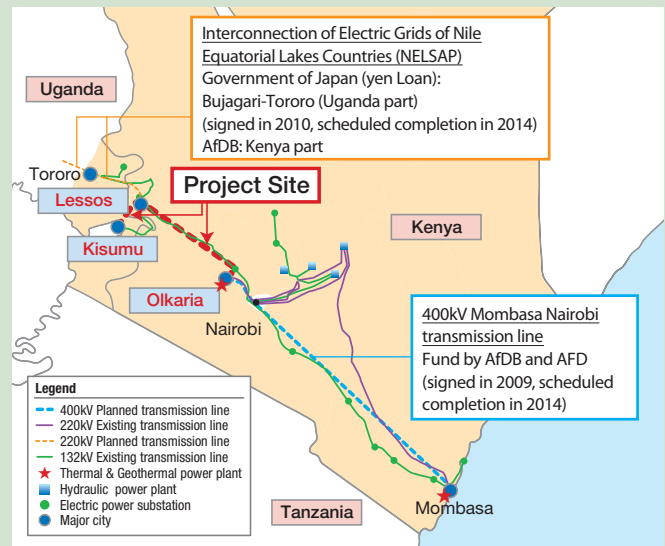 Interconnection of Electric Grids of Nile
Equatorial Lakes Countries (NELSAP)
Government of Japan (yen Loan):
Bujagari-Tororo (Uganda part)
(signed in 2010, scheduled completion in 2014)
AfDB: Kenya part
Uganda
Tororo
Project Site
Lessos
Kenya
Kisumu
Olkaria
Nairobi
400kV Mombasa Nairobi
transmission line
Fund by AfDB and AFD
(signed in 2009, scheduled
completion in 2014)
Legend
400kV Planned transmission line
220kV Existing transmission line
220kV Planned transmission line
132kV Existing transmission line
Thermal & Geothermal power plant
Hydraulic power plant
Electric power substation
Major city
Tanzania
Mombasa